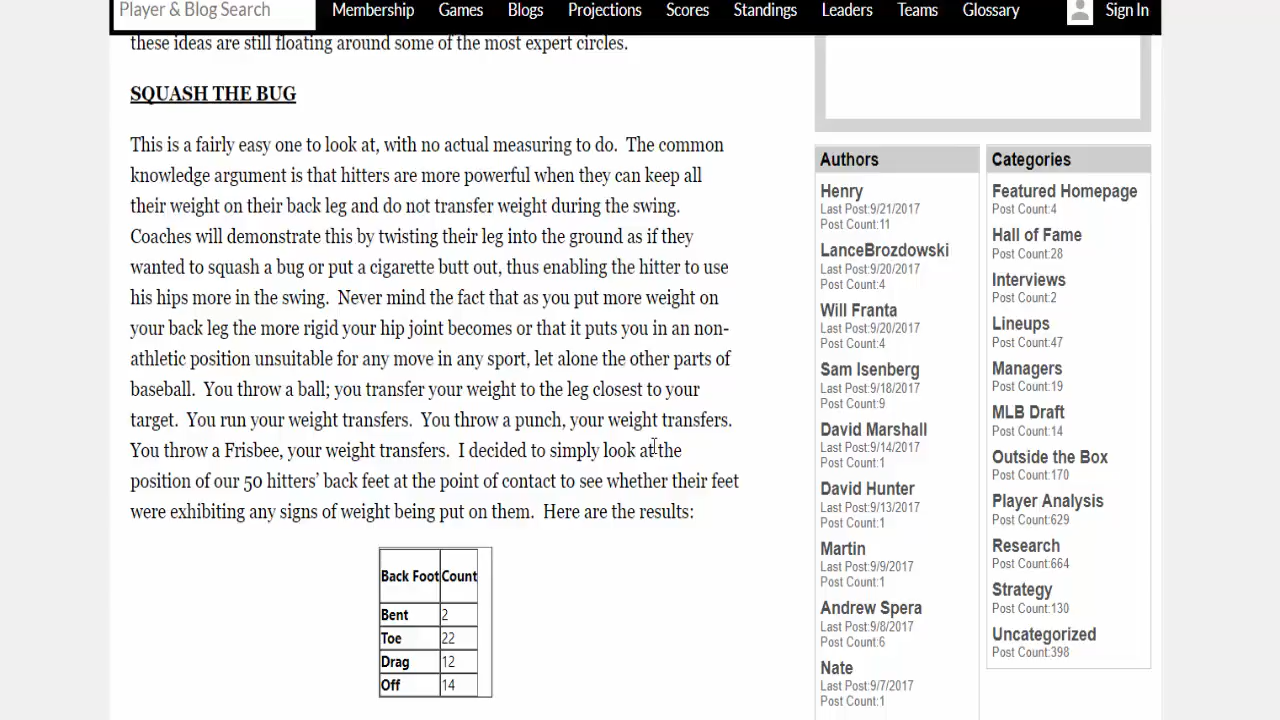 Player & Blog Search
Membership Games Blogs Projections Scores Standings Leaders Teams Glossary Sign In
these ideas are still floating around some of the most expert circles.
SQUASH THE BUG
This is a fairly easy one to look at, with no actual measuring to do.  The common
knowledge argument is that hitters are more powerful when they can keep all
their weight on their back leg and do not transfer weight during the swing.
Coaches will demonstrate this by twisting their leg into the ground as if they
wanted to squash a bug or put a cigarette butt out, thus enabling the hitter to use
his hips more in the swing.  Never mind the fact that as you put more weight on
your back leg the more rigid your hip joint becomes or that it puts you in an non-
athletic position unsuitable for any move in any sport, let alone the other parts of
baseball.  You throw a ball; you transfer your weight to the leg closest to your
target.  You run your weight transfers.  You throw a punch, your weight transfers.
You throw a Frisbee, your weight transfers.  I decided to simply look at the
position of our 50 hitters' back feet at the point of contact to see whether their feet
were exhibiting any signs of weight being put on them.  Here are the results:
Back Foot Count
Bent 2
Toe 22
Drag 12
Off 14
Authors
Henry
Last Post:9/21/2017
Post Count:11
LanceBrozdowski
Last Post:9/20/2017
Post Count:4
Will Franta
Last Post:9/20/2017
Post Count:4
Sam Isenberg
Last Post:9/18/2017
Post Count:9
David Marshall
Last Post:9/14/2017
Post Count:1
David Hunter
Last Post:9/13/2017
Post Count:1
Martin
Last Post:9/9/2017
Post Count:1
Andrew Spera
Last Post:9/8/2017
Post Count:6
Nate
Last Post:9/7/2017
Post Count:1
Categories
Featured Homepage
Post Count:4
Hall of Fame
Post Count:28
Interviews
Post Count:2
Lineups
Post Count:47
Managers
Post Count:19
MLB Draft
Post Count:14
Outside the Box
Post Count:170
Player Analysis
Post Count:629
Research
Post Count:664
Strategy
Post Count:130
Uncategorized
Post Count:398